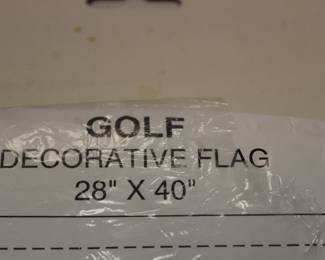 GOLF
DECORATIVE FLAG
28" X 40"